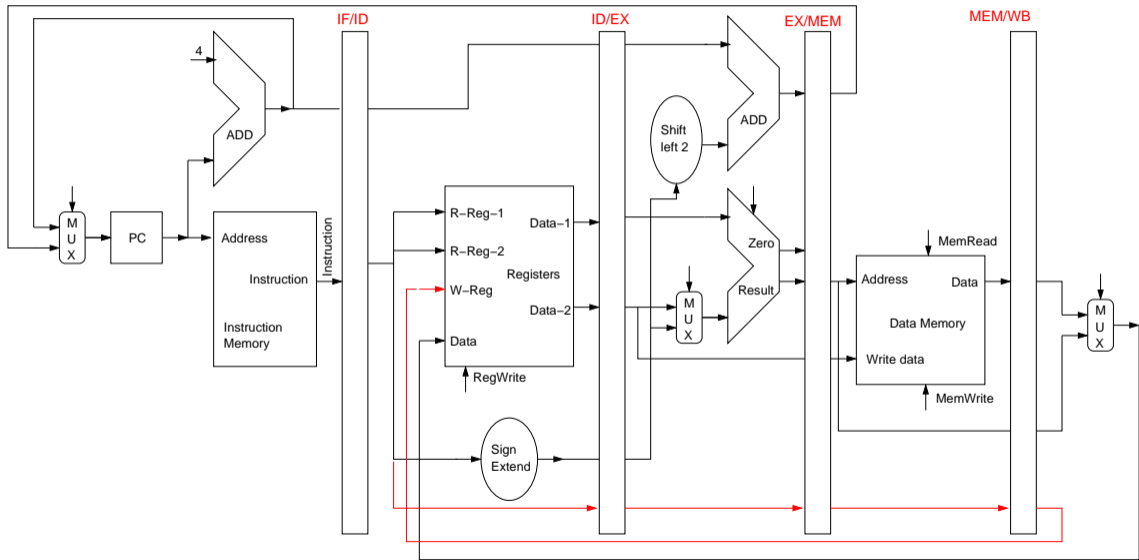 IF/ID
ID/EX
EX/MEM
MEM/WB
4
ADD
Shift
left 2
ADD
M
U
X
PC
Address
Instruction
Instruction
Memory
Instruction
R-Reg-1
R-Reg-2
W-Reg
Data
Data-1
Registers
Data-2
RegWrite
Sign
Extend
M
U
X
Zero
Result
MemRead
Address
Data
Data Memory
Write data
MemWrite
M
U
X